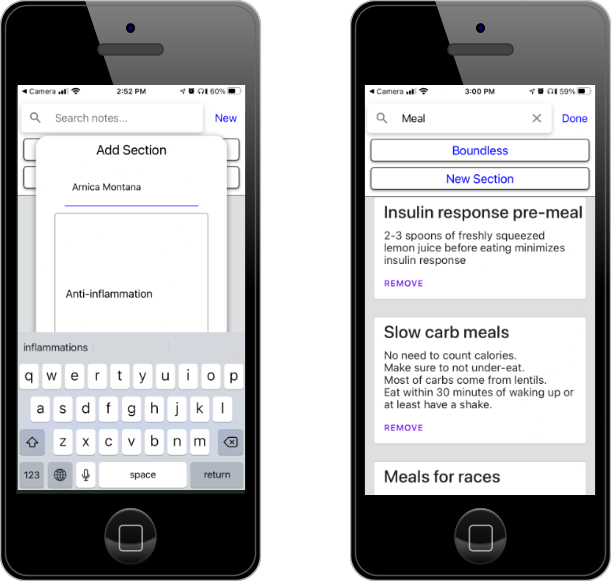 Camera 2:52 PM 60%
Search notes... New
Add Section
Arnica Montana
Anti-inflammation
inflammations
q w e r t y u i o p
a s d f g h j k l
z x c v b n m
123 space return
Camera 3:00 PM 59%
Meal Done
Boundless
New Section
Insulin response pre-meal
2-3 spoons of freshly squeezed
lemon juice before eating minimizes
insulin response
REMOVE
Slow carb meals
No need to count calories.
Make sure to not under-eat.
Most of carbs come from lentils.
Eat within 30 minutes of waking up or
at least have a shake.
REMOVE
Meals for races